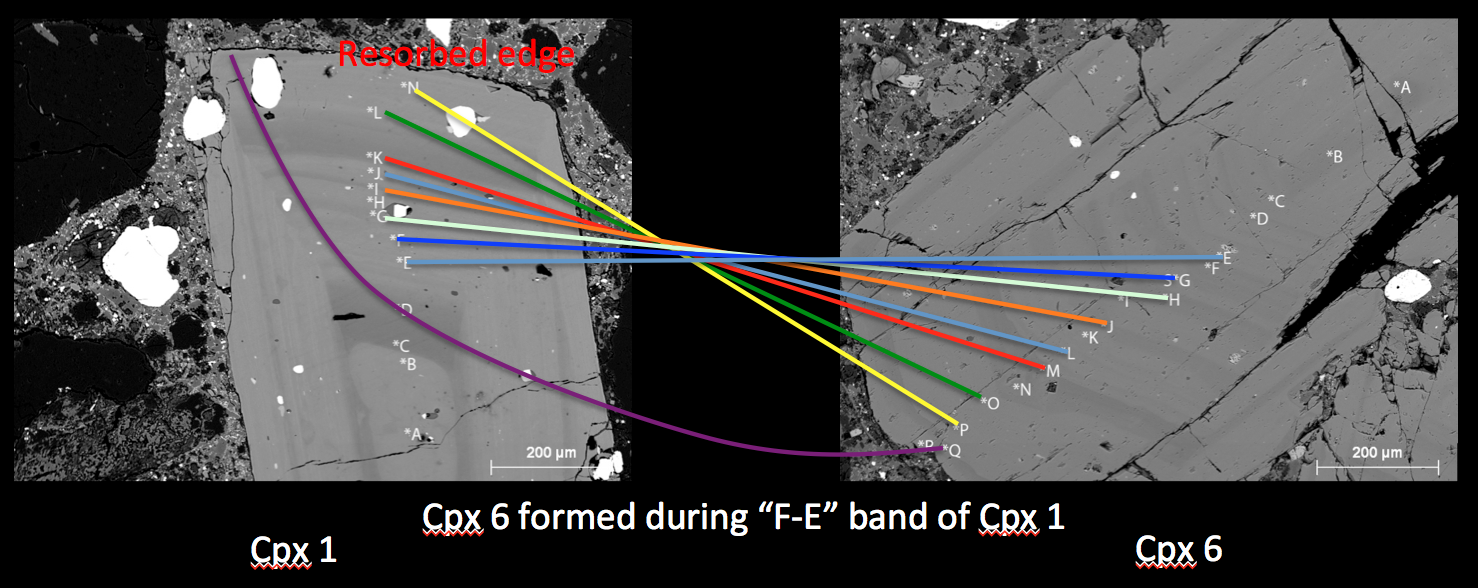 Resorbed edge
*N
*L
*K
*J
*I
*H
*G
*F
*E
D
*C
*B
*A
200 µm
*A
*B
*C
*D
*E
*F
S*G
*H
*I
J
*K
L
M
*N
*O
*P
*R
*Q
200 µm
Cpx 6 formed during “F-E” band of Cpx 1
Cpx 1
Cpx 6